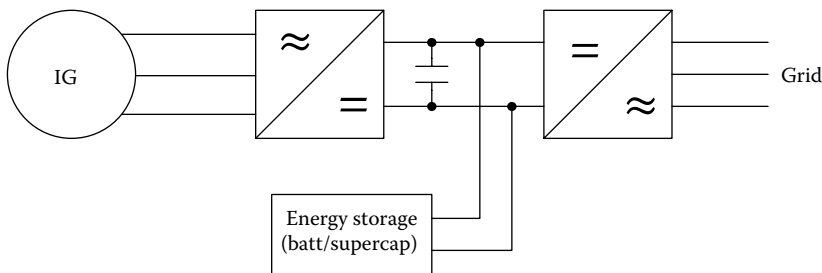 IG
≈
=
=
≈
Grid
Energy storage
(batt/supercap)